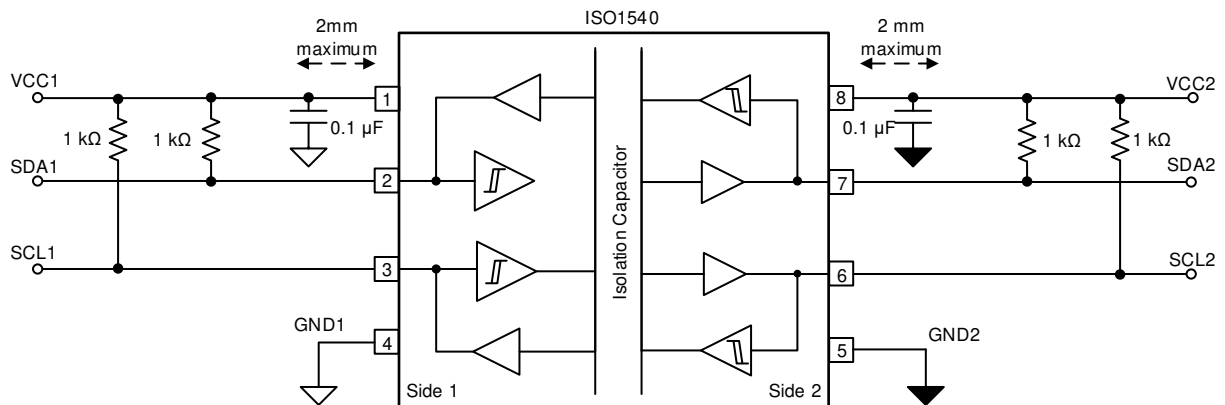 ISO1540
2mm
maximum
2 mm
maximum
VCC1
1
8
VCC2
1 kΩ
1 kΩ
0.1 µF
0.1 µF
1 kΩ
1 kΩ
SDA1
2
7
SDA2
Isolation Capacitor
SCL1
3
6
SCL2
GND1
4
5
GND2
Side 1
Side 2